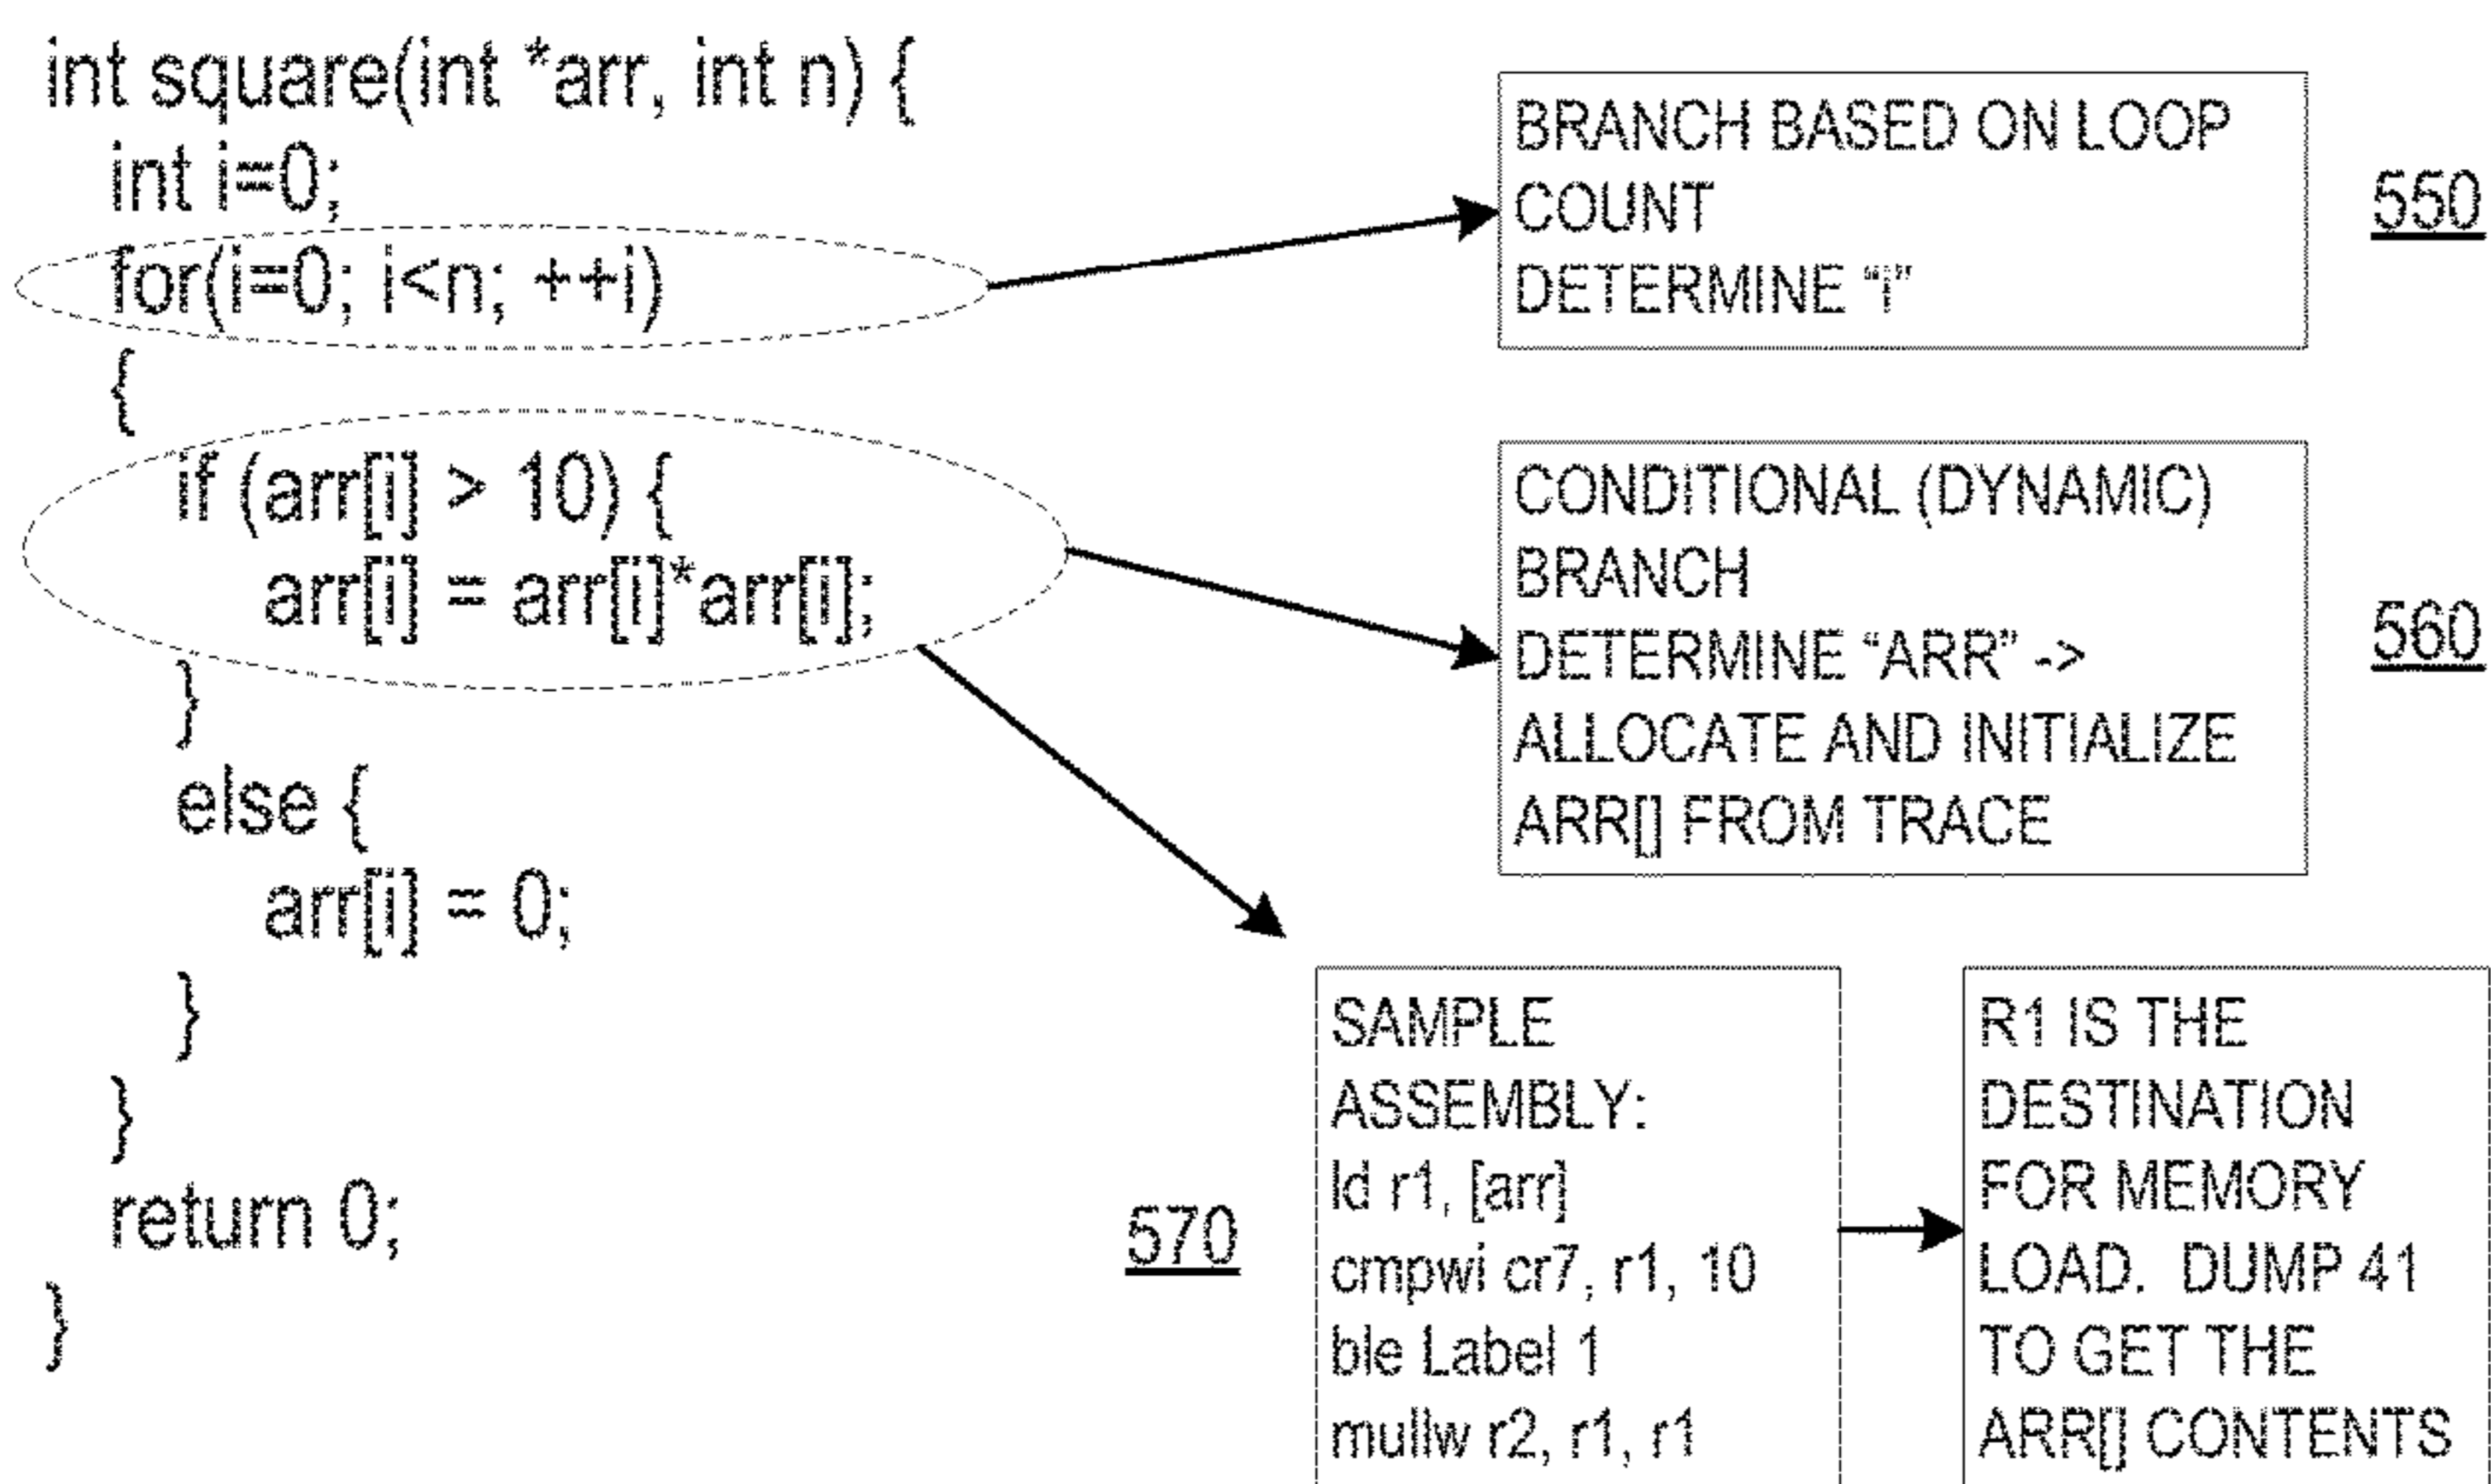 int square(int *arr, int n) {
int i=0;
for(i=0; i<n; ++i)
{
if (arr[i] > 10) {
arr[i] = arr[i]*arr[i];
}
else {
arr[i] = 0;
}
}
return 0;
}
BRANCH BASED ON LOOP
COUNT
DETERMINE “i”
550
CONDITIONAL (DYNAMIC)
BRANCH
DETERMINE “ARR” ->
ALLOCATE AND INITIALIZE
ARR[] FROM TRACE
560
570
SAMPLE
ASSEMBLY:
ld r1, [arr]
cmpwi cr7, r1, 10
ble Label 1
mullw r2, r1, r1
R1 IS THE
DESTINATION
FOR MEMORY
LOAD. DUMP 41
TO GET THE
ARR[] CONTENTS